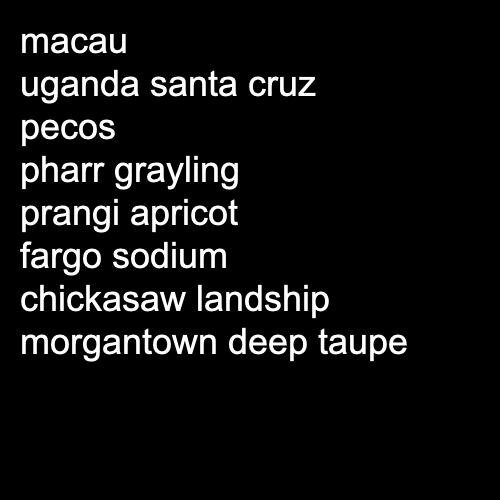 macau
uganda santa cruz
pecos
pharr grayling
prangi apricot
fargo sodium
chickasaw landship
morgantown deep taupe